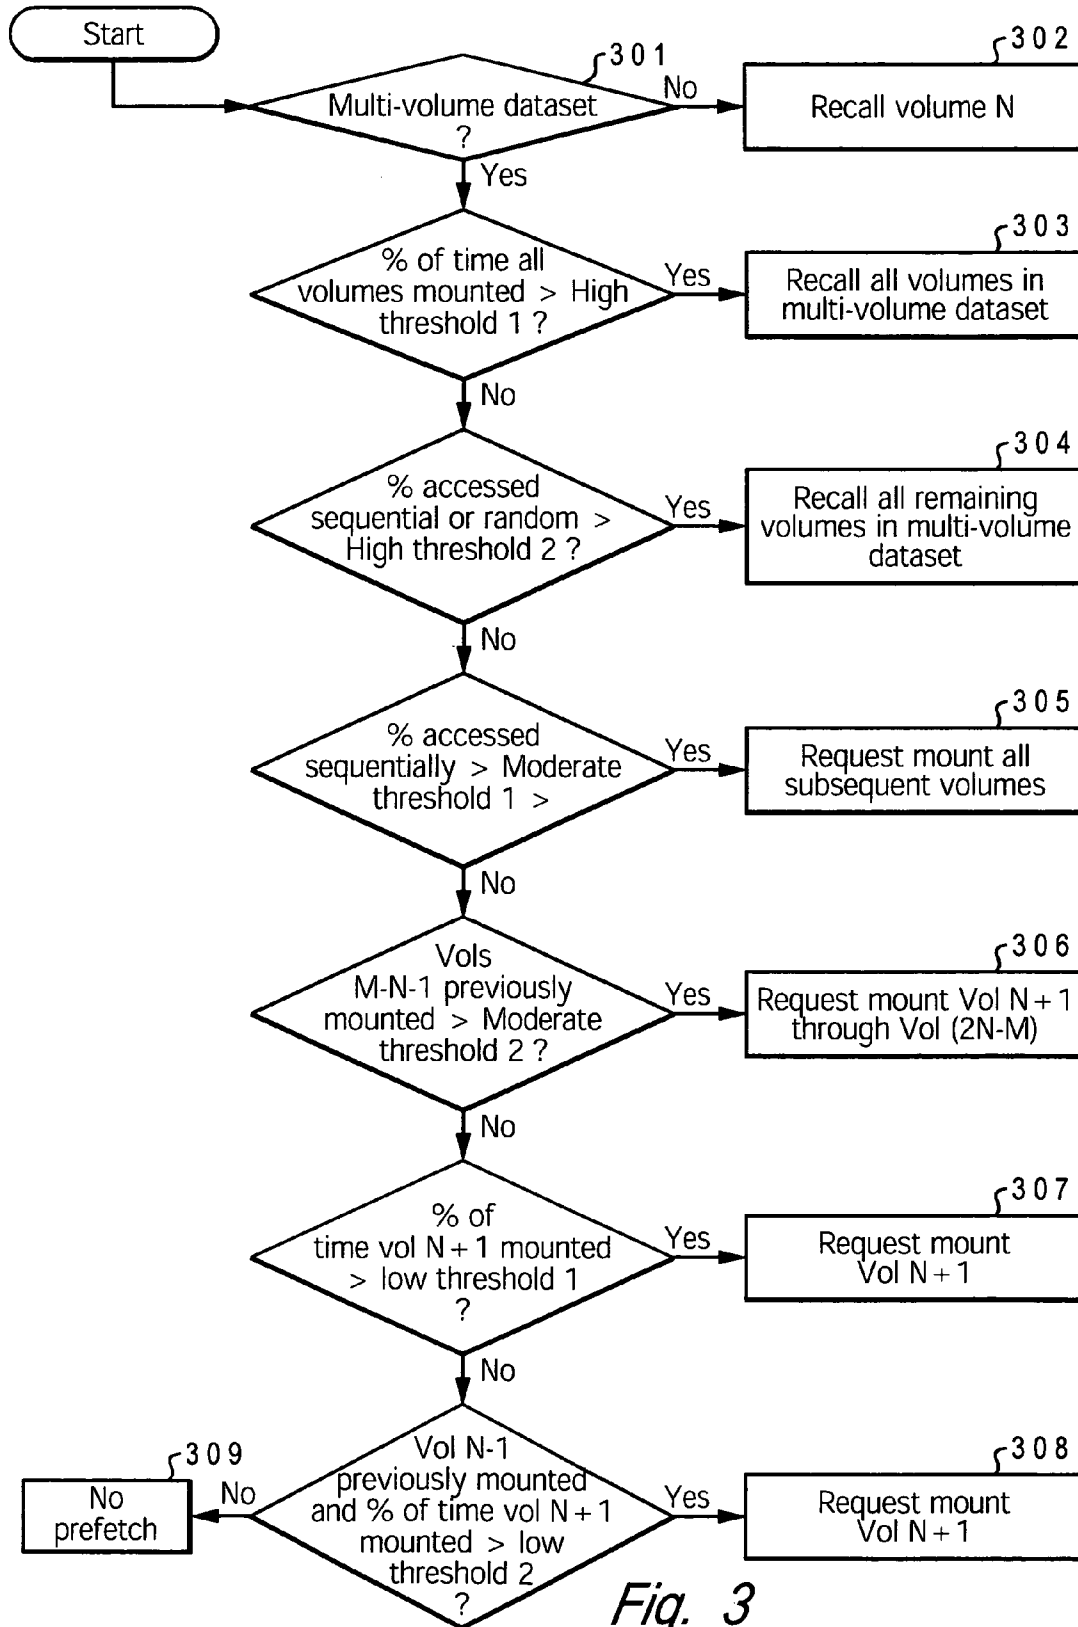 Start
301
Multi-volume dataset
?
No
302
Recall volume N
Yes
% of time all
volumes mounted > High
threshold 1 ?
Yes
303
Recall all volumes in
multi-volume dataset
No
% accessed
sequential or random >
High threshold 2 ?
Yes
304
Recall all remaining
volumes in multi-volume
dataset
No
% accessed
sequentially > Moderate
threshold 1 >
Yes
305
Request mount all
subsequent volumes
No
Vols
M-N-1 previously
mounted > Moderate
threshold 2 ?
Yes
306
Request mount Vol N + 1
through Vol (2N-M)
No
% of
time vol N + 1 mounted
> low threshold 1
?
Yes
307
Request mount
Vol N + 1
No
Vol N-1
previously mounted
and % of time vol N + 1
mounted > low
threshold 2
?
No
309
No
prefetch
Yes
308
Request mount
Vol N + 1
Fig. 3